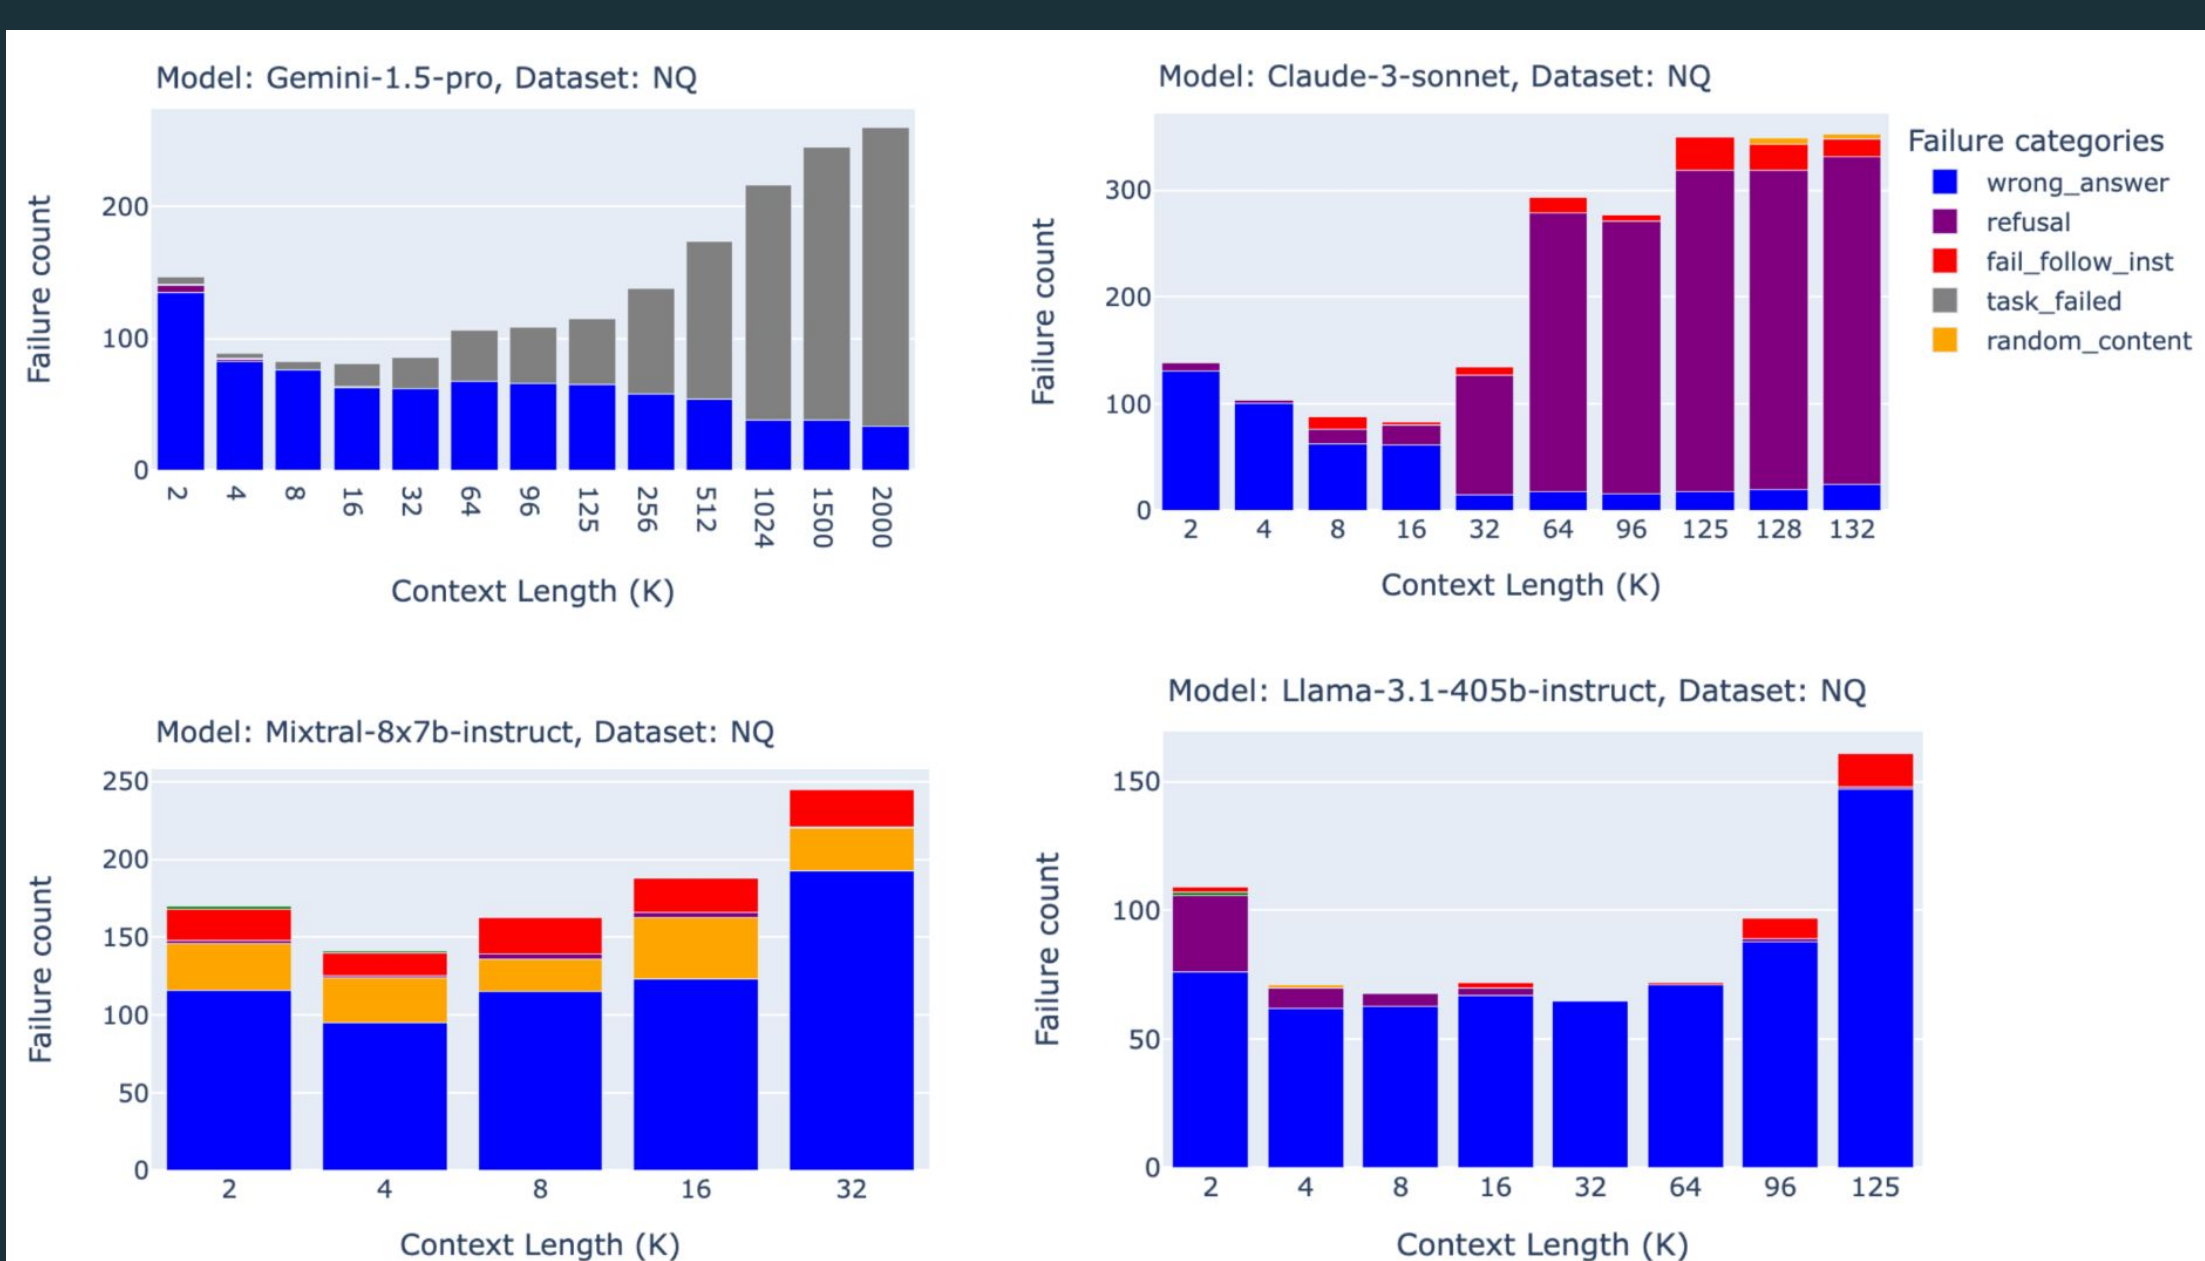 Model: Gemini-1.5-pro, Dataset: NQ
Failure count
200
100
0
2 4 8 16 32 64 96 125 256 512 1024 1500 2000
Context Length (K)
Model: Claude-3-sonnet, Dataset: NQ
Failure count
300
200
100
0
2 4 8 16 32 64 96 125 128 132
Context Length (K)
Failure categories
wrong_answer
refusal
fail_follow_inst
task_failed
random_content
Model: Mixtral-8x7b-instruct, Dataset: NQ
Failure count
250
200
150
100
50
0
2 4 8 16 32
Context Length (K)
Model: Llama-3.1-405b-instruct, Dataset: NQ
Failure count
150
100
50
0
2 4 8 16 32 64 96 125
Context Length (K)